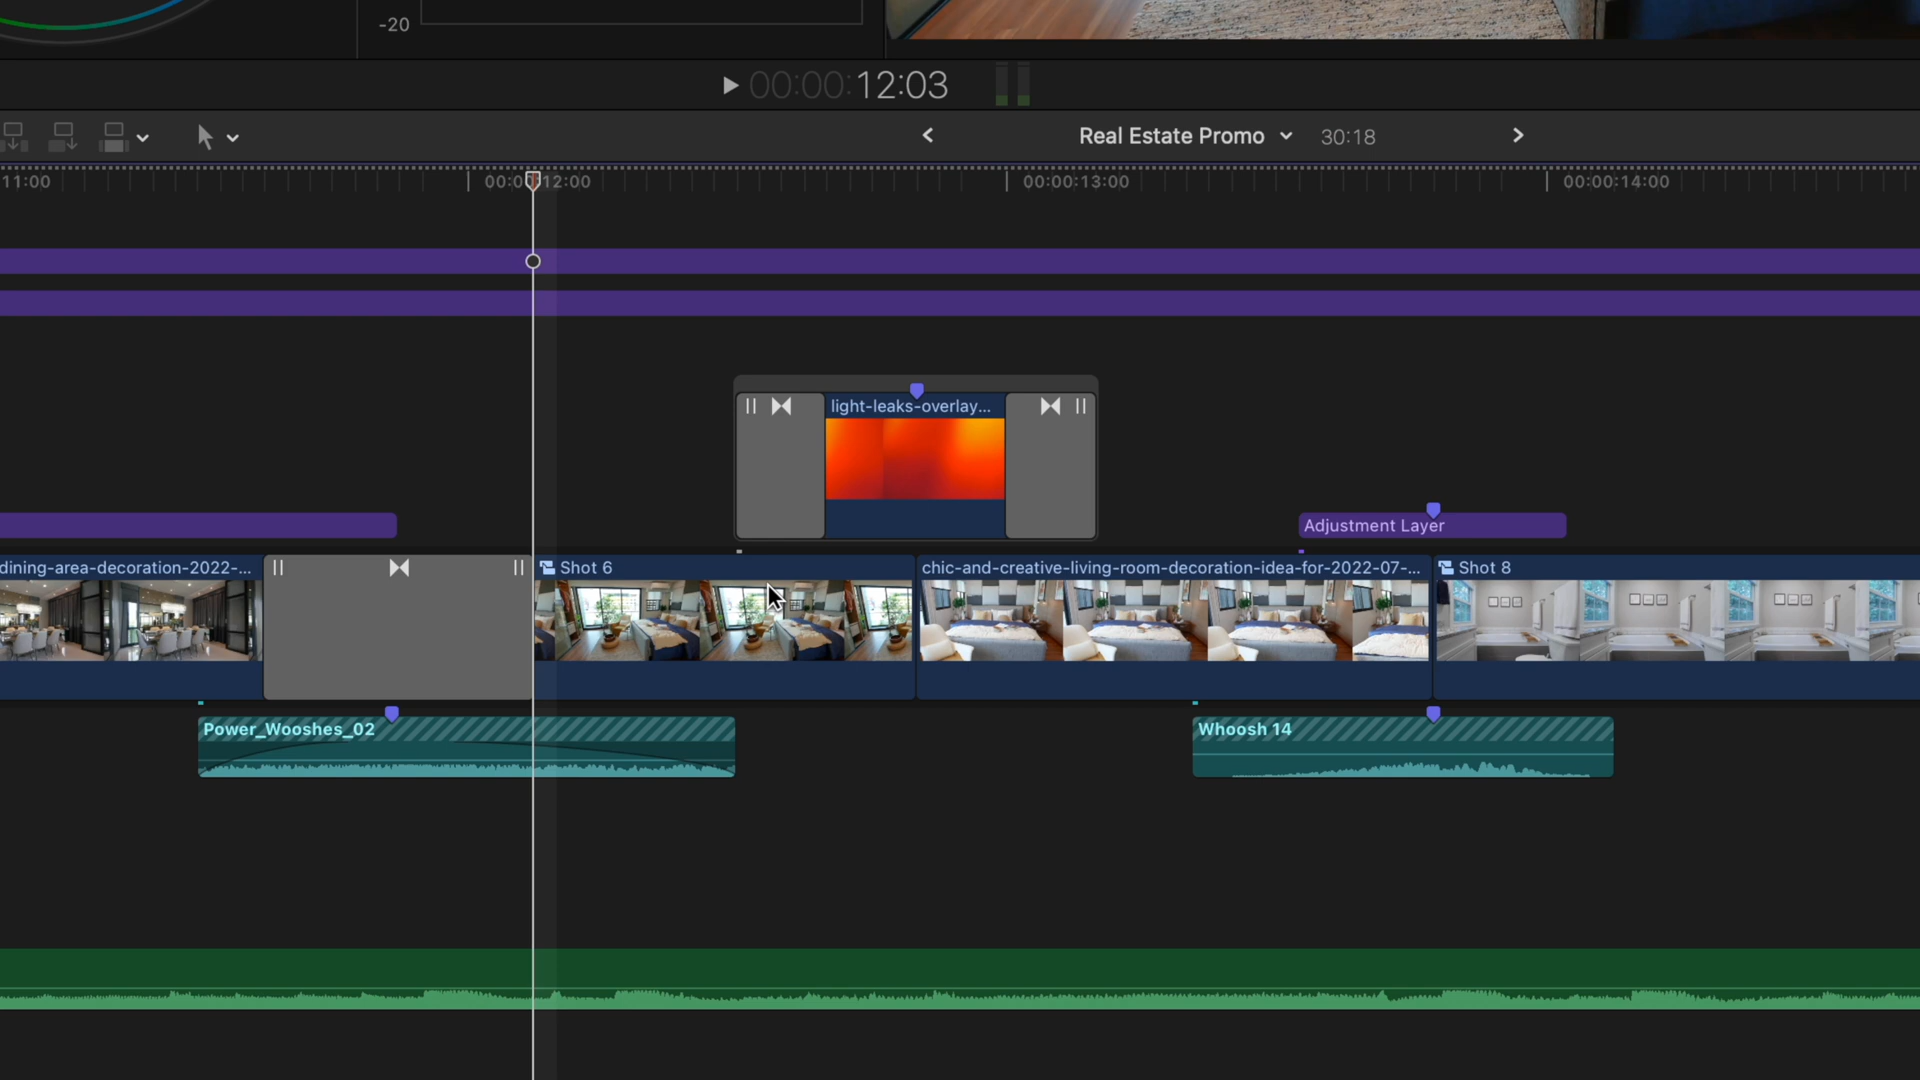 -20
00:00:12:03
Real Estate Promo 30:18
11:00 12:00 00:00:13:00 00:00:14:00
light-leaks-overlay...
Adjustment Layer
dining-area-decoration-2022-... Shot 6 chic-and-creative-living-room-decoration-idea-for-2022-07-... Shot 8
Power_Wooshes_02 Whoosh 14